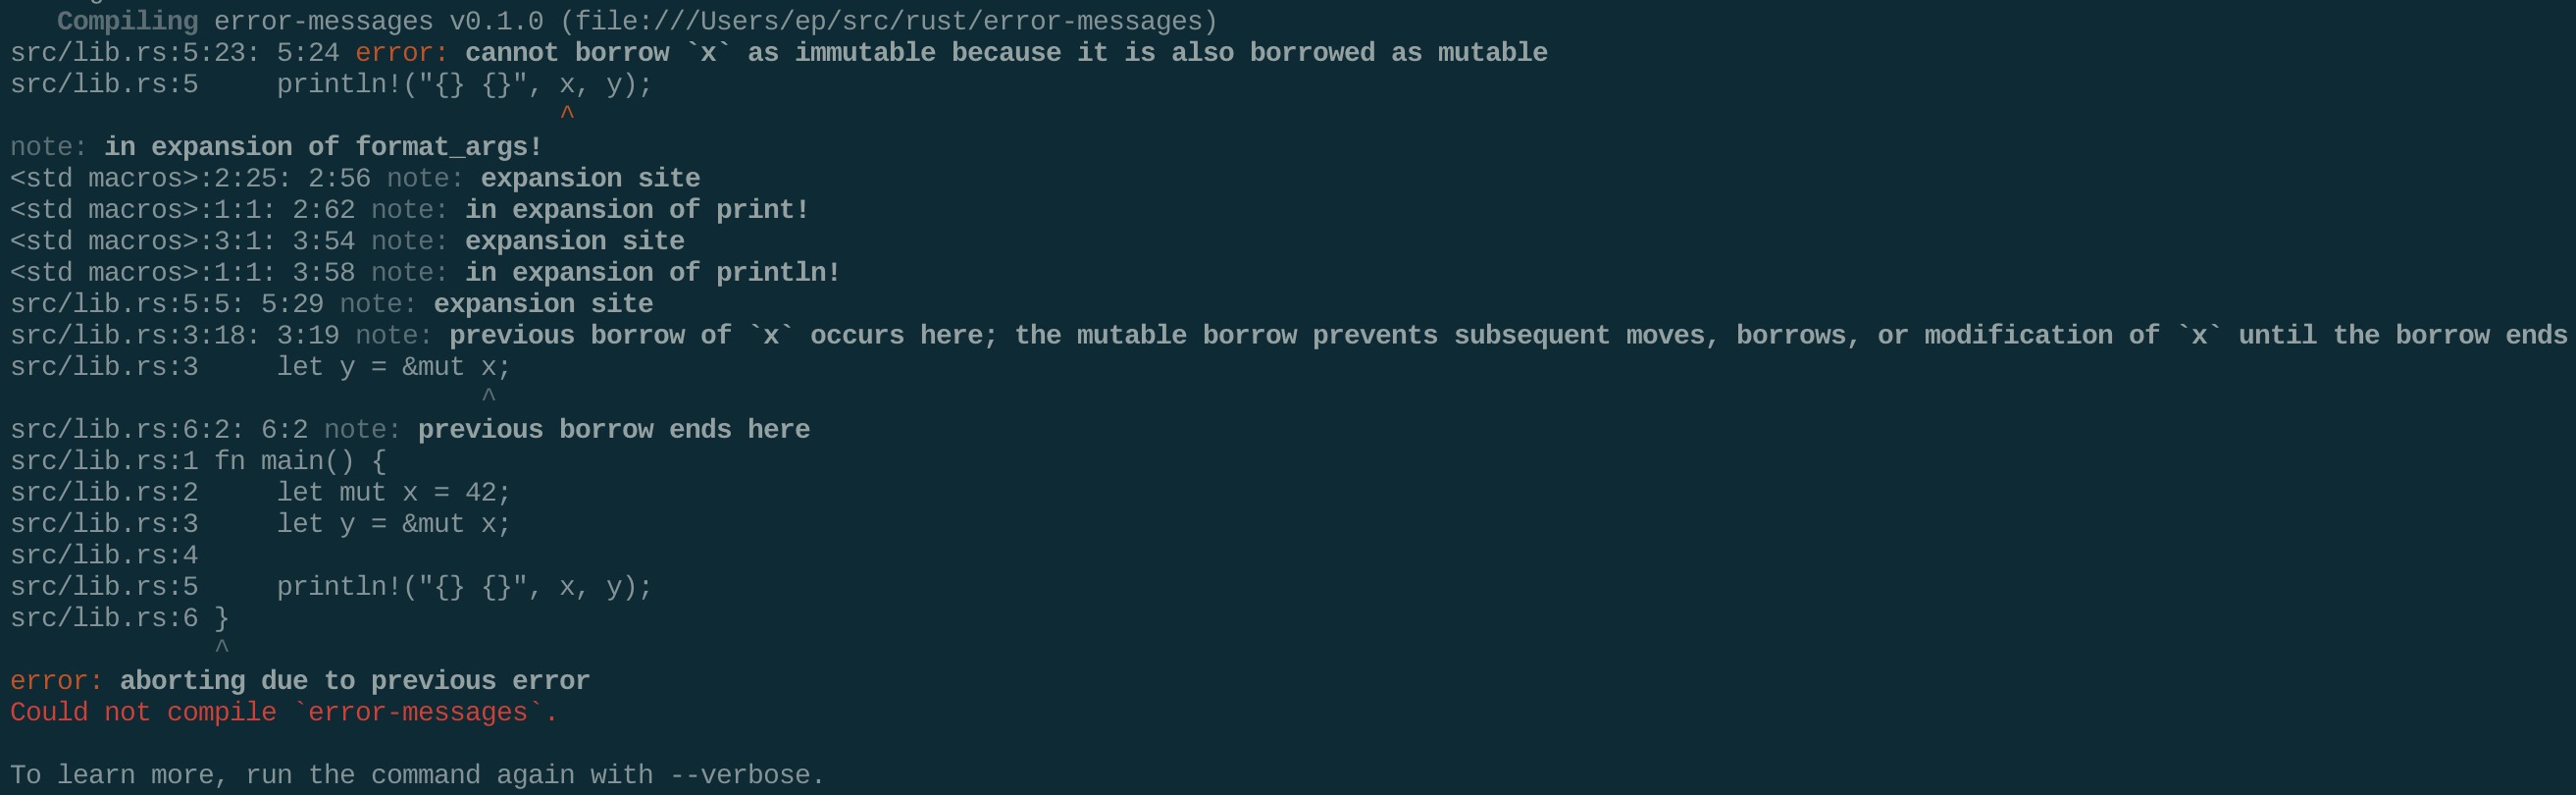 Compiling error-messages v0.1.0 (file:///Users/ep/src/rust/error-messages)
src/lib.rs:5:23: 5:24 error: cannot borrow `x` as immutable because it is also borrowed as mutable
src/lib.rs:5     println!("{} {}", x, y);
                                   ^
note: in expansion of format_args!
<std macros>:2:25: 2:56 note: expansion site
<std macros>:1:1: 2:62 note: in expansion of print!
<std macros>:3:1: 3:54 note: expansion site
<std macros>:1:1: 3:58 note: in expansion of println!
src/lib.rs:5:5: 5:29 note: expansion site
src/lib.rs:3:18: 3:19 note: previous borrow of `x` occurs here; the mutable borrow prevents subsequent moves, borrows, or modification of `x` until the borrow ends
src/lib.rs:3     let y = &mut x;
                              ^
src/lib.rs:6:2: 6:2 note: previous borrow ends here
src/lib.rs:1 fn main() {
src/lib.rs:2     let mut x = 42;
src/lib.rs:3     let y = &mut x;
src/lib.rs:4
src/lib.rs:5     println!("{} {}", x, y);
src/lib.rs:6 }
             ^
error: aborting due to previous error
Could not compile `error-messages`.

To learn more, run the command again with --verbose.